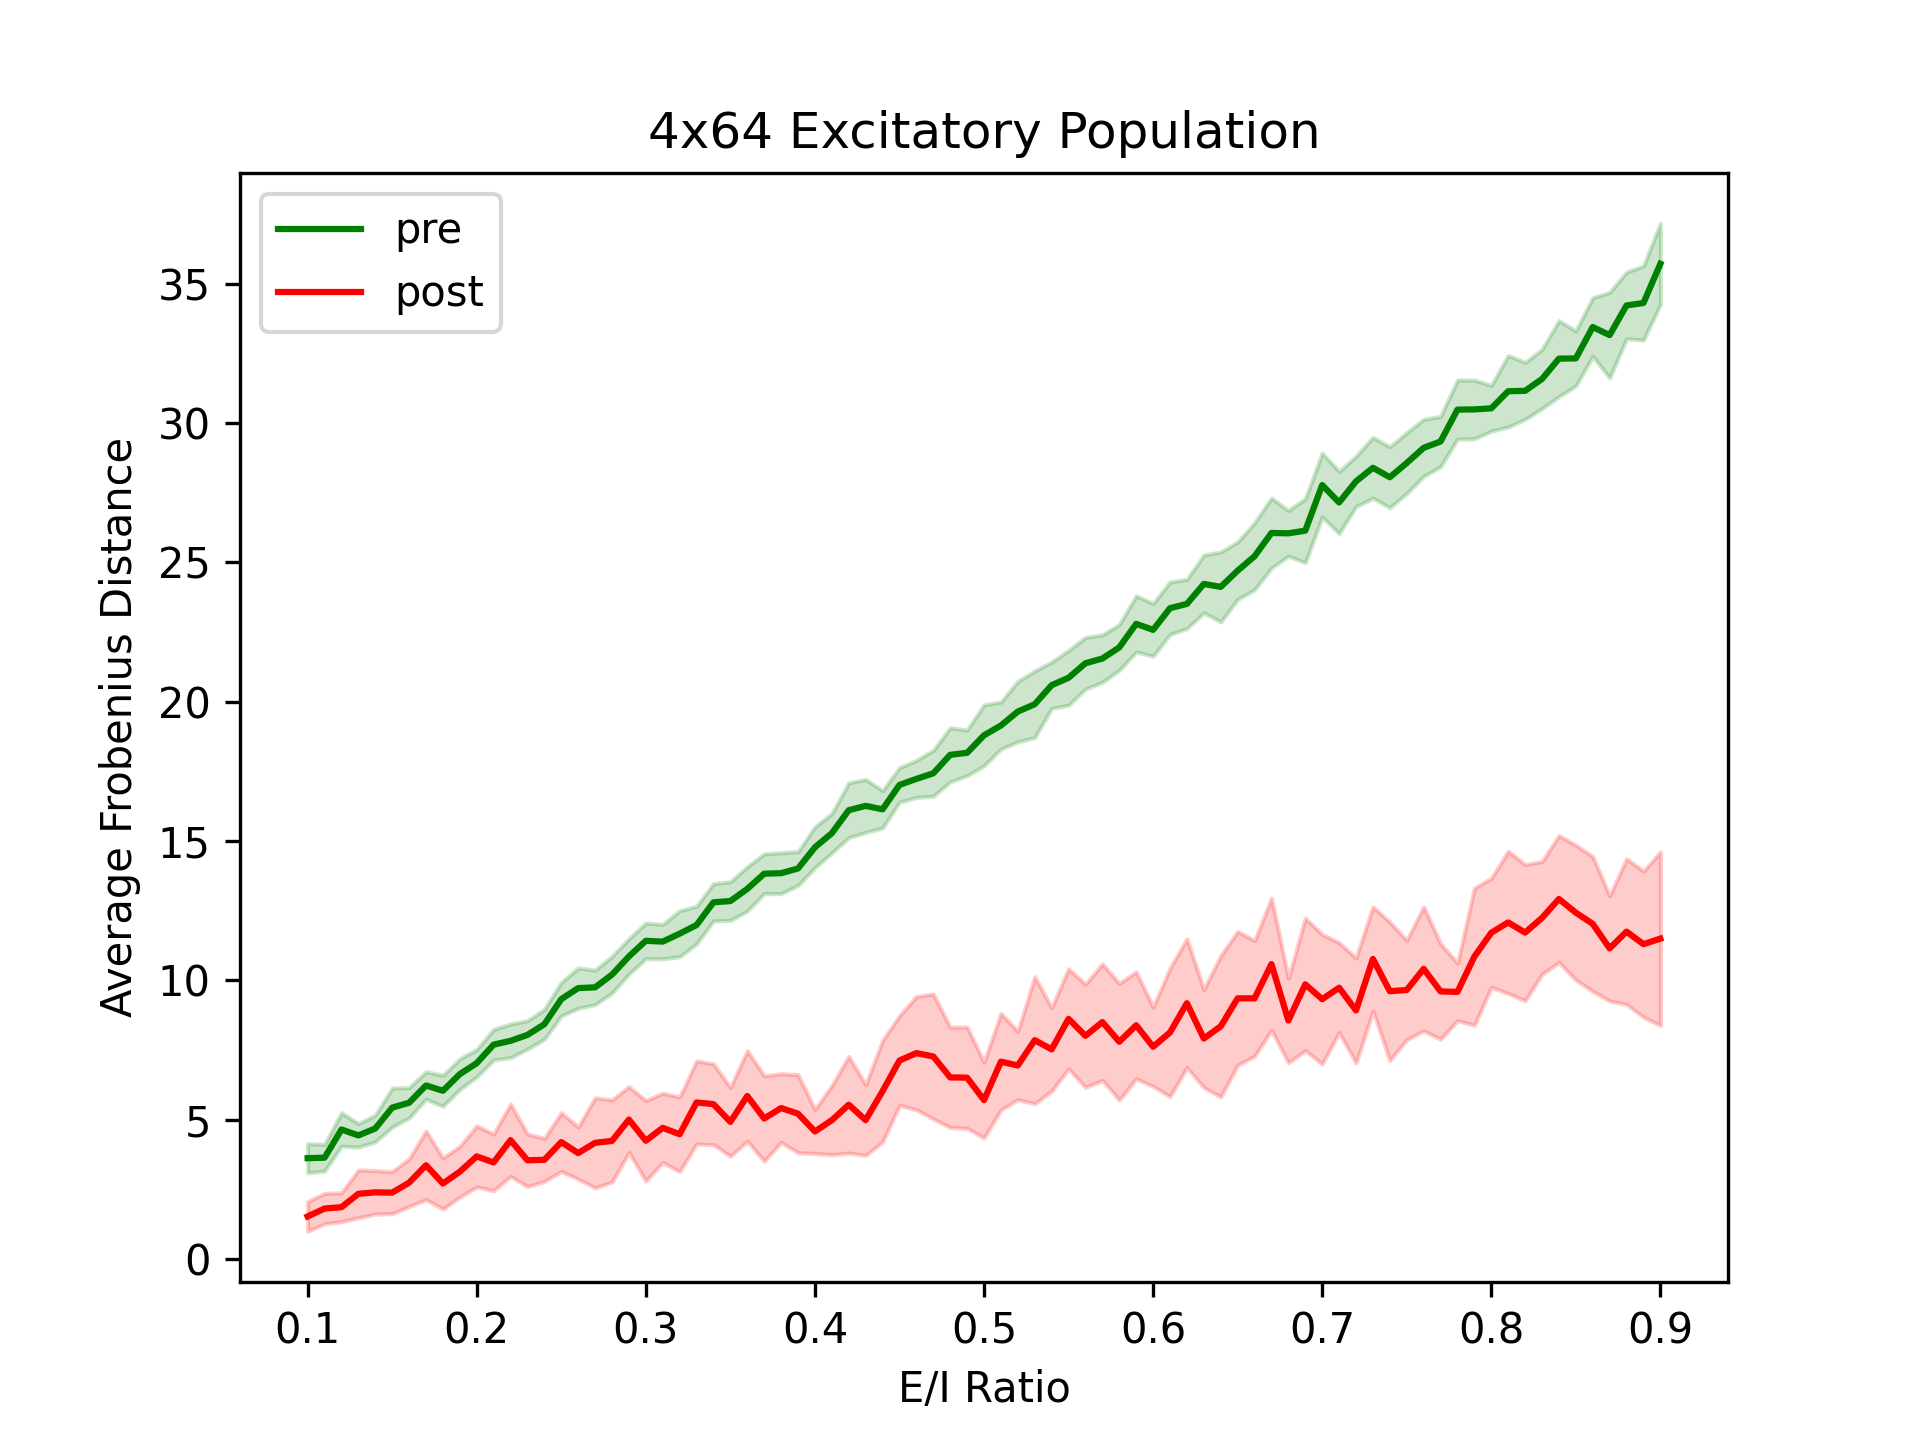 4x64 Excitatory Population
pre
post
35
30
25
20
15
10
5
0
Average Frobenius Distance
0.1 0.2 0.3 0.4 0.5 0.6 0.7 0.8 0.9
E/I Ratio